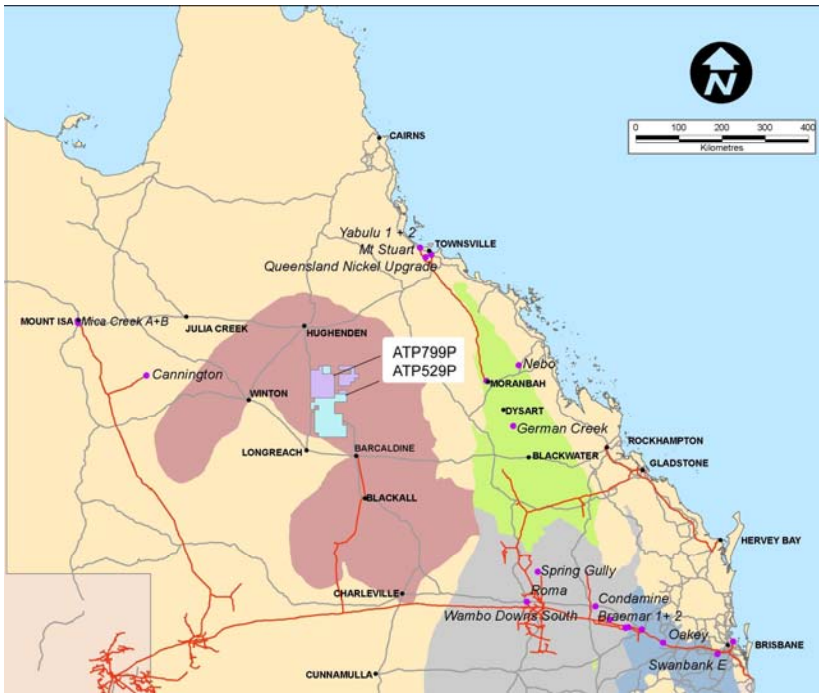 N
0 100 200 300 400
Kilometres
CAIRNS
Yabulu 1 + 2
TOWNSVILLE
Mt Stuart
Queensland Nickel Upgrade
MOUNT ISA
Mica Creek A+B
JULIA CREEK
HUGHENDEN
ATP799P
ATP529P
Nebo
Cannington
MORANBAH
WINTON
DYSART
German Creek
ROCKHAMPTON
LONGREACH
BARCALDINE
BLACKWATER
GLADSTONE
BLACKALL
HERVEY BAY
Spring Gully
CHARLEVILLE
Roma
Condamine
Wambo Downs South
Braemar 1+ 2
Oakey
BRISBANE
Swanbank E
CUNNAMULLA